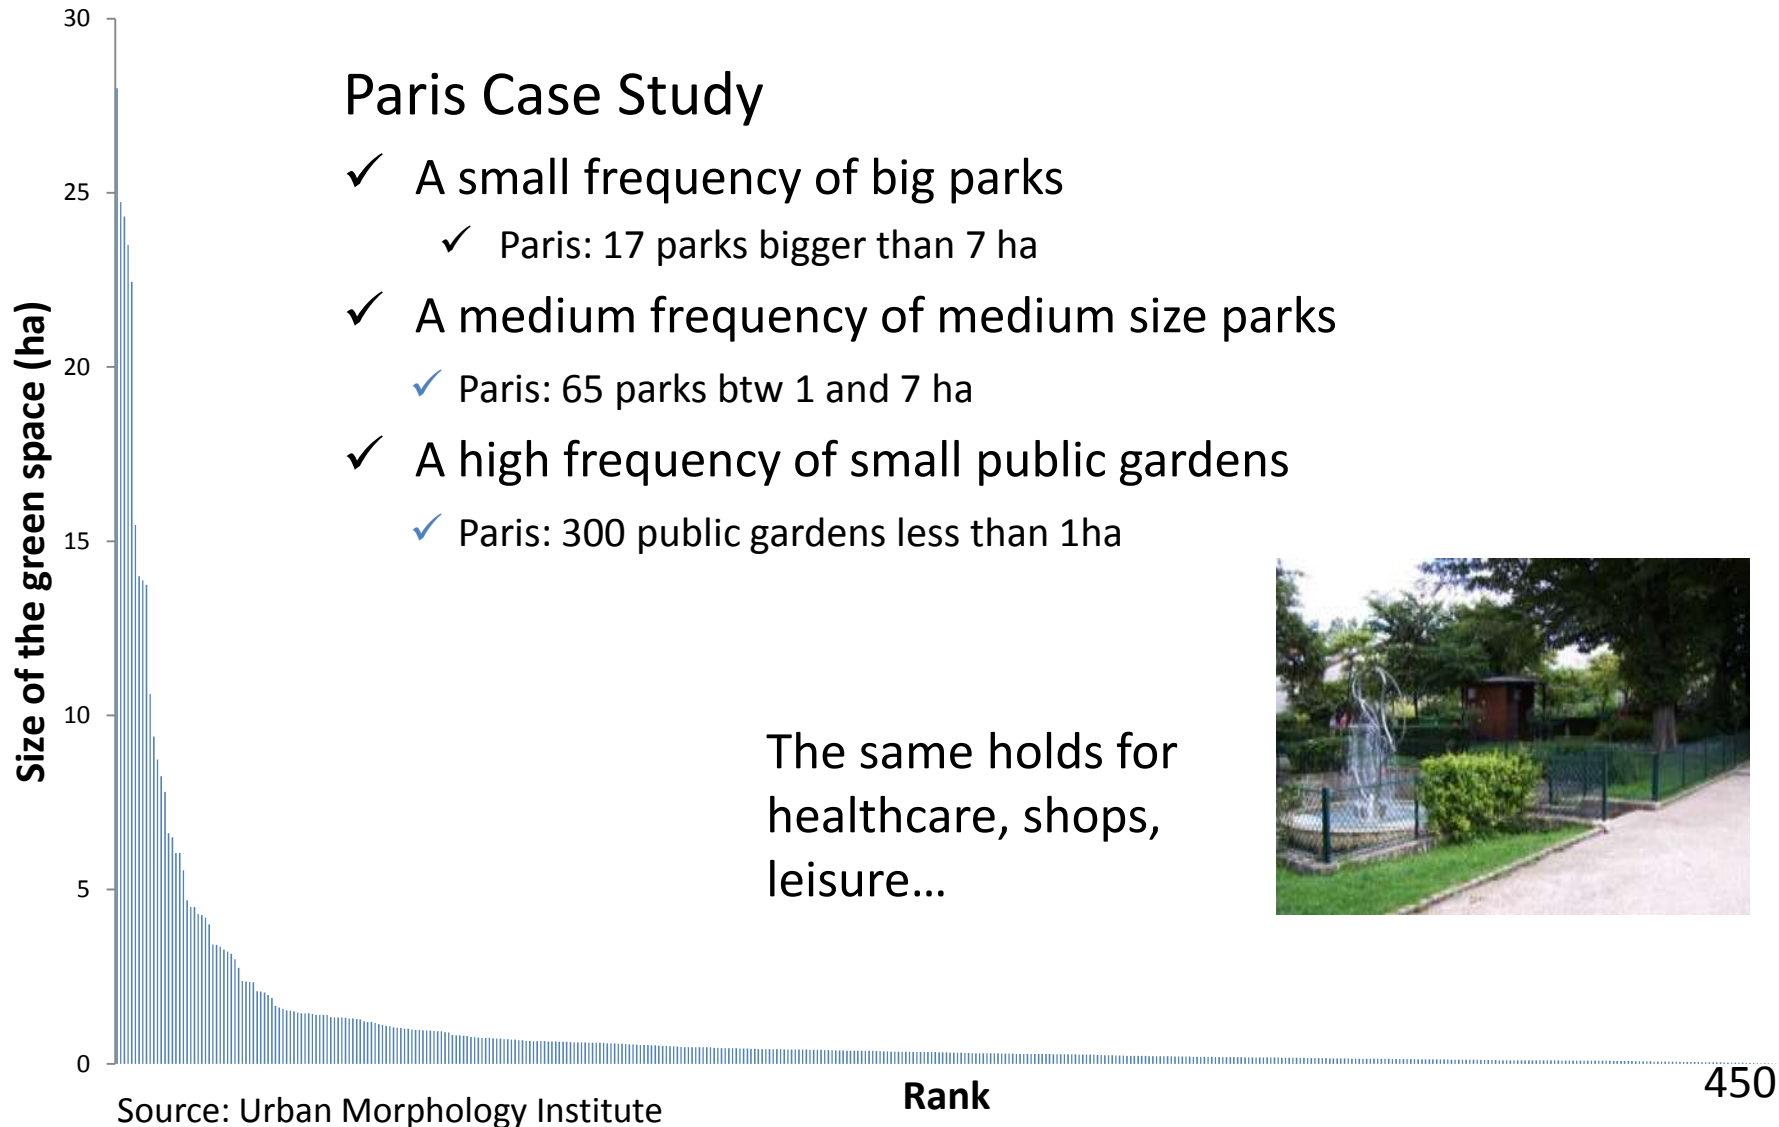 Paris Case Study
✓ A small frequency of big parks
✓ Paris: 17 parks bigger than 7 ha
✓ A medium frequency of medium size parks
✓ Paris: 65 parks btw 1 and 7 ha
✓ A high frequency of small public gardens
✓ Paris: 300 public gardens less than 1ha
The same holds for
healthcare, shops,
leisure…
Size of the green space (ha)
30
25
20
15
10
5
0
Rank
450
Source: Urban Morphology Institute